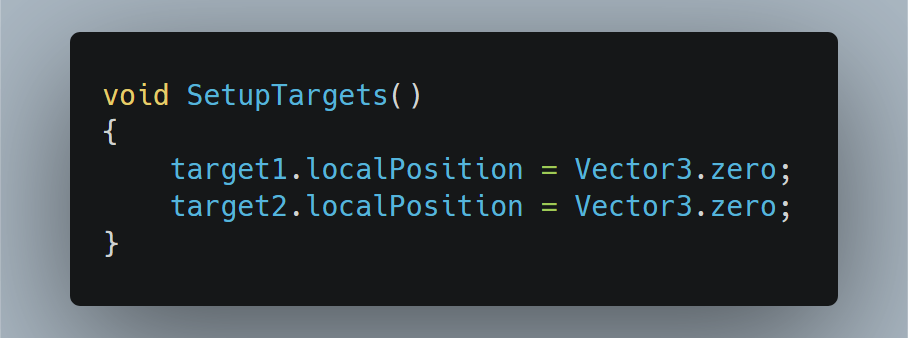 void SetupTargets()
{
    target1.localPosition = Vector3.zero;
    target2.localPosition = Vector3.zero;
}